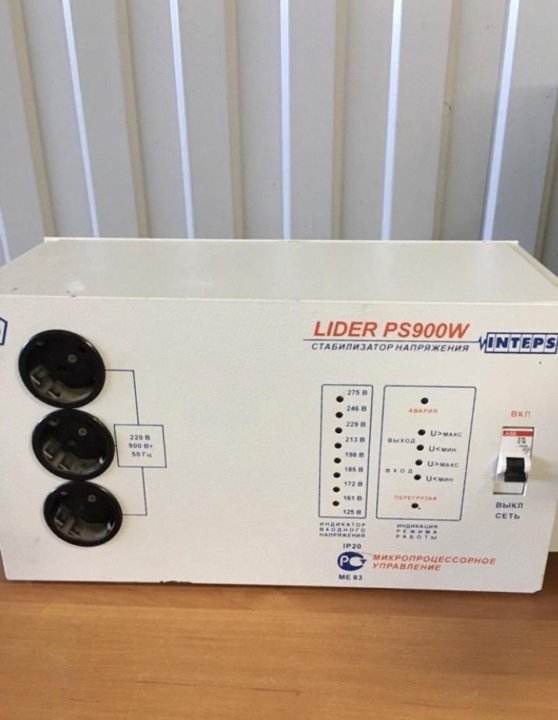 LIDER PS900W
СТАБИЛИЗАТОР НАПРЯЖЕНИЯ
INTEPS
220 В
900 Вт
50 Гц
275 В
246 В
229 В
213 В
198 В
185 В
172 В
161 В
125 В
ИНДИКАТОР
ВХОДНОГО
НАПРЯЖЕНИЯ
АВАРИЯ
ВЫХОД
U>МАКС
U<МИН
ВХОД
U>МАКС
U<МИН
ПЕРЕГРУЗКА
ИНДИКАЦИЯ
РЕЖИМА
РАБОТЫ
ВКЛ
ABB
ВЫКЛ
СЕТЬ
IP20
МЕ 83
МИКРОПРОЦЕССОРНОЕ
УПРАВЛЕНИЕ